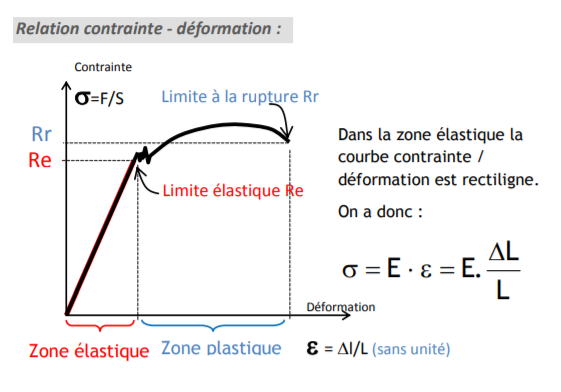 Relation contrainte - déformation :
Contrainte
σ=F/S
Limite à la rupture Rr
Rr
Re
Limite élastique Re
Dans la zone élastique la
courbe contrainte /
déformation est rectiligne.
On a donc :
σ = E · ε = E. ΔL / L
Déformation
Zone élastique
Zone plastique
ε = Δl/L (sans unité)